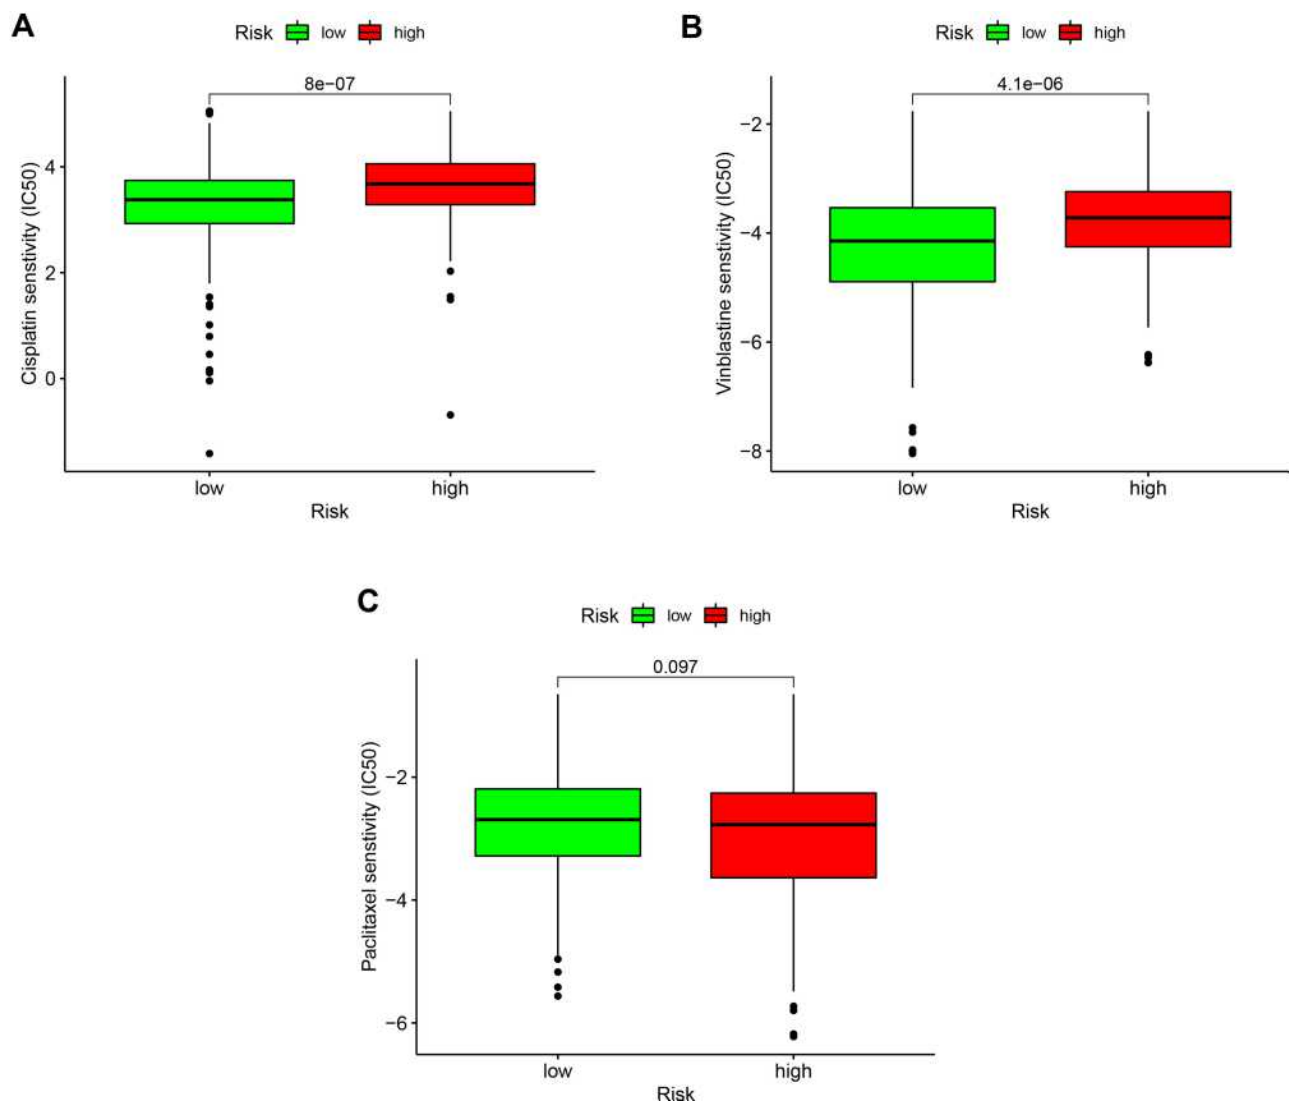 A
Risk low high
8e−07
Cisplatin senstivity (IC50)
4
2
0
low high
Risk
B
Risk low high
4.1e−06
Vinblastine senstivity (IC50)
−2
−4
−6
−8
low high
Risk
C
Risk low high
0.097
Paclitaxel senstivity (IC50)
−2
−4
−6
low high
Risk